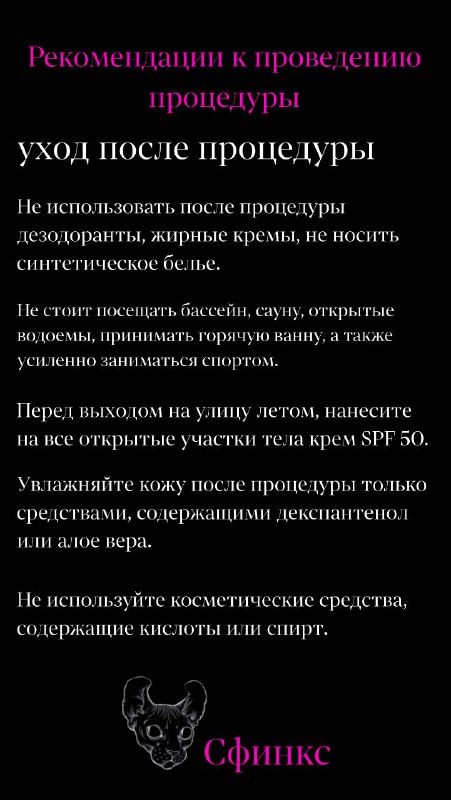 Рекомендации к проведению
процедуры
уход после процедуры
Не использовать после процедуры
дезодоранты, жирные кремы, не носить
синтетическое белье.
Не стоит посещать бассейн, сауну, открытые
водоемы, принимать горячую ванну, а также
усиленно заниматься спортом.
Перед выходом на улицу летом, нанесите
на все открытые участки тела крем SPF 50.
Увлажняйте кожу после процедуры только
средствами, содержащими декспантенол
или алое вера.
Не используйте косметические средства,
содержащие кислоты или спирт.
Сфинкс